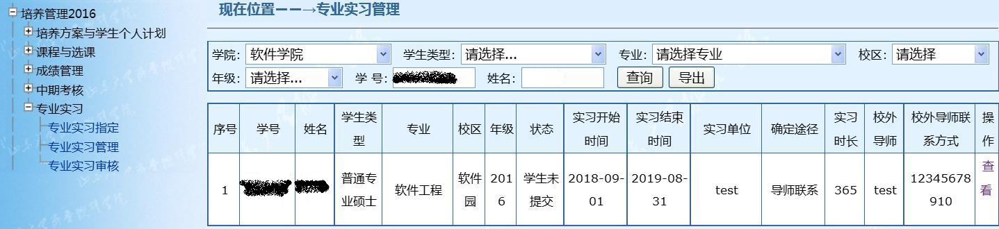 培养管理2016
培养方案与学生个人计划
课程与选课
成绩管理
中期考核
专业实习
专业实习指定
专业实习管理
专业实习审核
现在位置－－→专业实习管理
学院: 软件学院 学生类型: 请选择... 专业: 请选择专业 校区: 请选择
年级: 请选择... 学 号: 姓名: 查询 导出
序号 学号 姓名 学生类型 专业 校区 年级 状态 实习开始时间 实习结束时间 实习单位 确定途径 实习时长 校外导师 校外导师联系方式 操作
1 普通专业硕士 软件工程 软件园 2016 学生未提交 2018-09-01 2019-08-31 test 导师联系 365 test 12345678910 查看